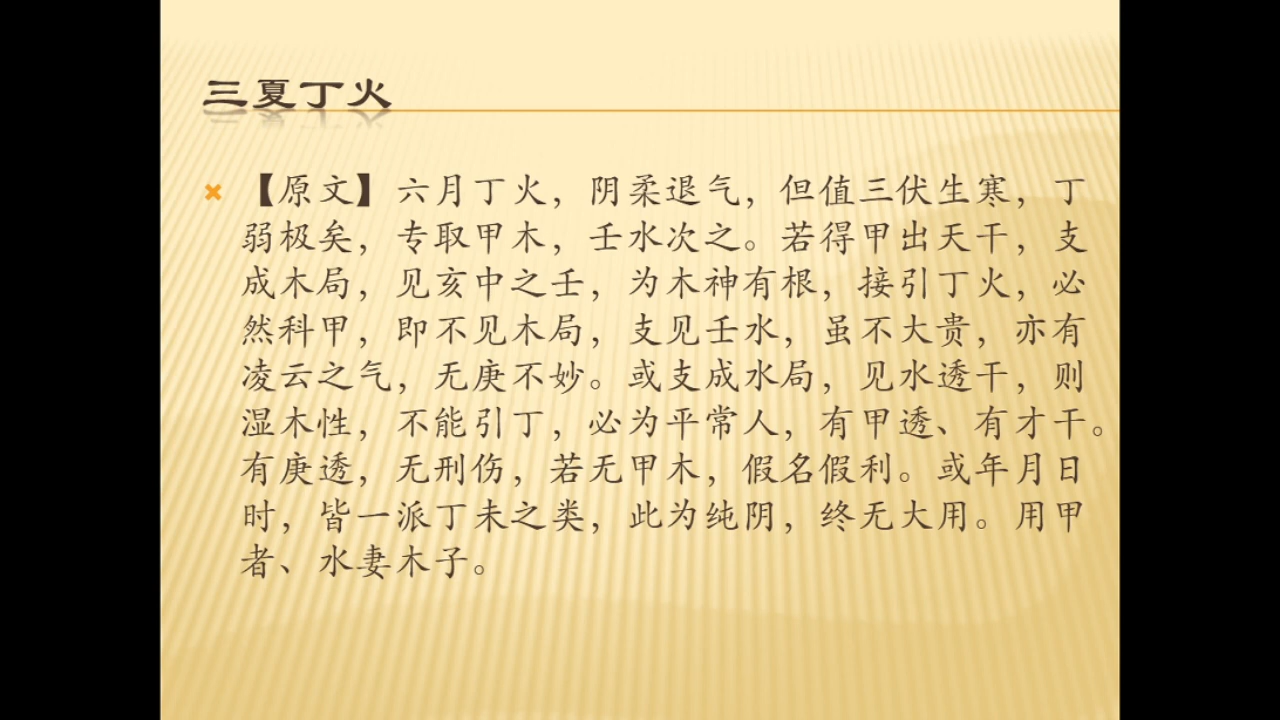 三夏丁火
【原文】六月丁火，阴柔退气，但值三伏生寒，丁
弱极矣，专取甲木，壬水次之。若得甲出天干，支
成木局，见亥中之壬，为木神有根，接引丁火，必
然科甲，即不见木局，支见壬水，虽不大贵，亦有
凌云之气，无庚不妙。或支成水局，见水透干，则
湿木性，不能引丁，必为平常人，有甲透、有才干。
有庚透，无刑伤，若无甲木，假名假利。或年月日
时，皆一派丁未之类，此为纯阴，终无大用。用甲
者、水妻木子。